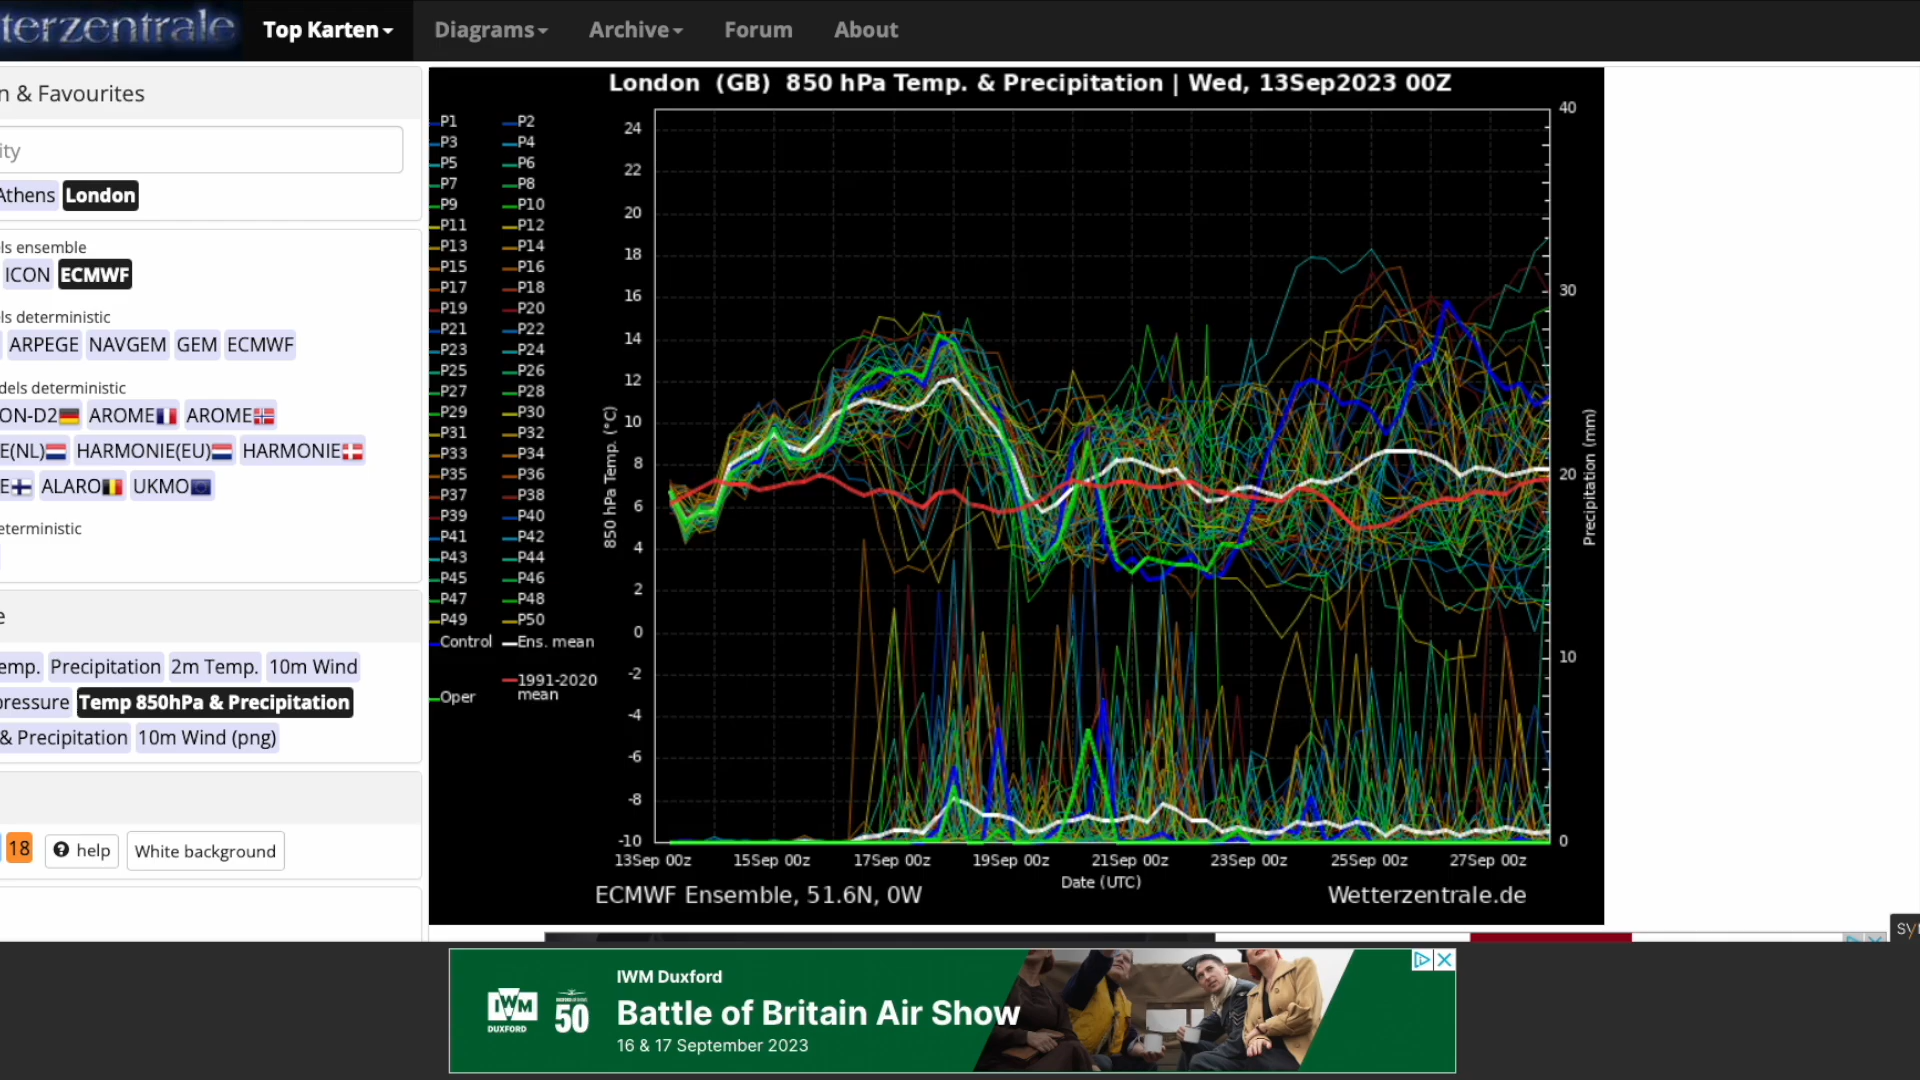 terzentrale
Top Karten
Diagrams
Archive
Forum
About
n & Favourites
ity
Athens London
ls ensemble
ICON ECMWF
ls deterministic
ARPEGE NAVGEM GEM ECMWF
dels deterministic
ON-D2 AROME AROME
E(NL) HARMONIE(EU) HARMONIE
E ALARO UKMO
eterministic
e
emp. Precipitation 2m Temp. 10m Wind
pressure Temp 850hPa & Precipitation
& Precipitation 10m Wind (png)
18 help White background
London (GB) 850 hPa Temp. & Precipitation | Wed, 13Sep2023 00Z
P1 P2
P3 P4
P5 P6
P7 P8
P9 P10
P11 P12
P13 P14
P15 P16
P17 P18
P19 P20
P21 P22
P23 P24
P25 P26
P27 P28
P29 P30
P31 P32
P33 P34
P35 P36
P37 P38
P39 P40
P41 P42
P43 P44
P45 P46
P47 P48
P49 P50
Control Ens. mean
1991-2020
mean
Oper
850 hPa Temp. (°C)
24
22
20
18
16
14
12
10
8
6
4
2
0
-2
-4
-6
-8
-10
40
30
20
10
0
Precipitation (mm)
13Sep 00z 15Sep 00z 17Sep 00z 19Sep 00z 21Sep 00z 23Sep 00z 25Sep 00z 27Sep 00z
Date (UTC)
ECMWF Ensemble, 51.6N, 0W
Wetterzentrale.de
IWM
DUXFORD
50
IWM Duxford
Battle of Britain Air Show
16 & 17 September 2023